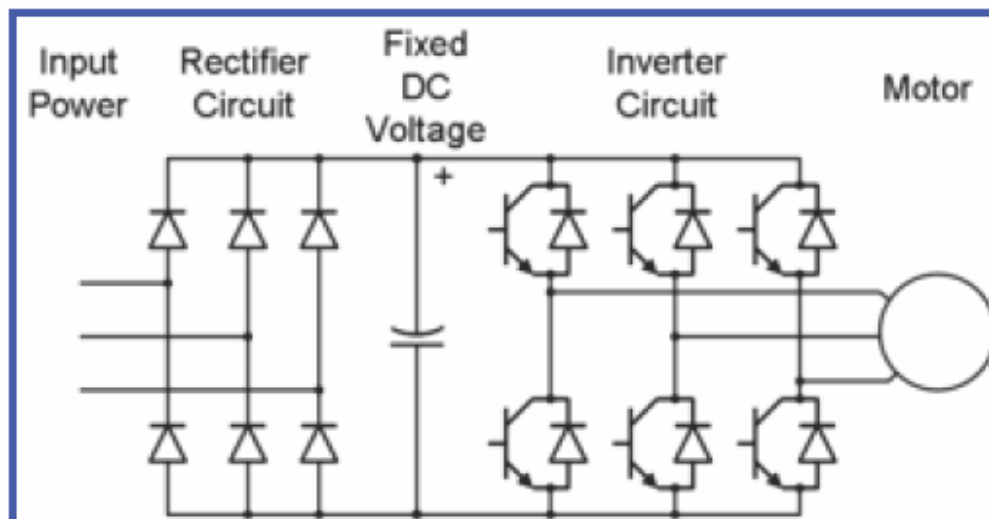 Input
Power
Rectifier
Circuit
Fixed
DC
Voltage
+
Inverter
Circuit
Motor